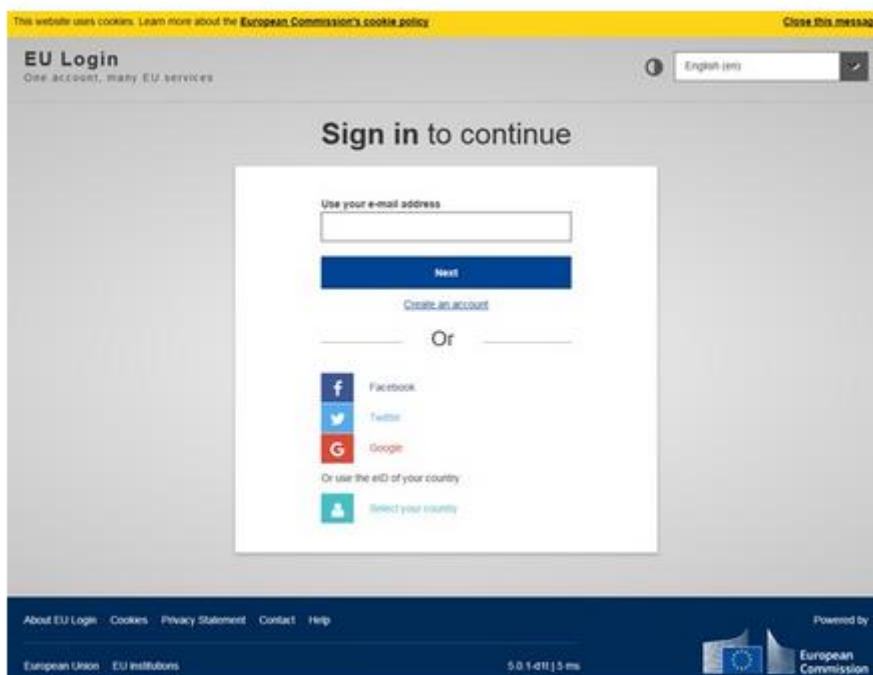 This website uses cookies. Learn more about the European Commission's cookie policy
Close this messag
EU Login
One account, many EU services
English (en)
Sign in to continue
Use your e-mail address
Next
Create an account
Or
Facebook
Twitter
Google
Or use the eID of your country
Select your country
About EU Login Cookies Privacy Statement Contact Help
Powered by
European Union EU institutions
European
Commission